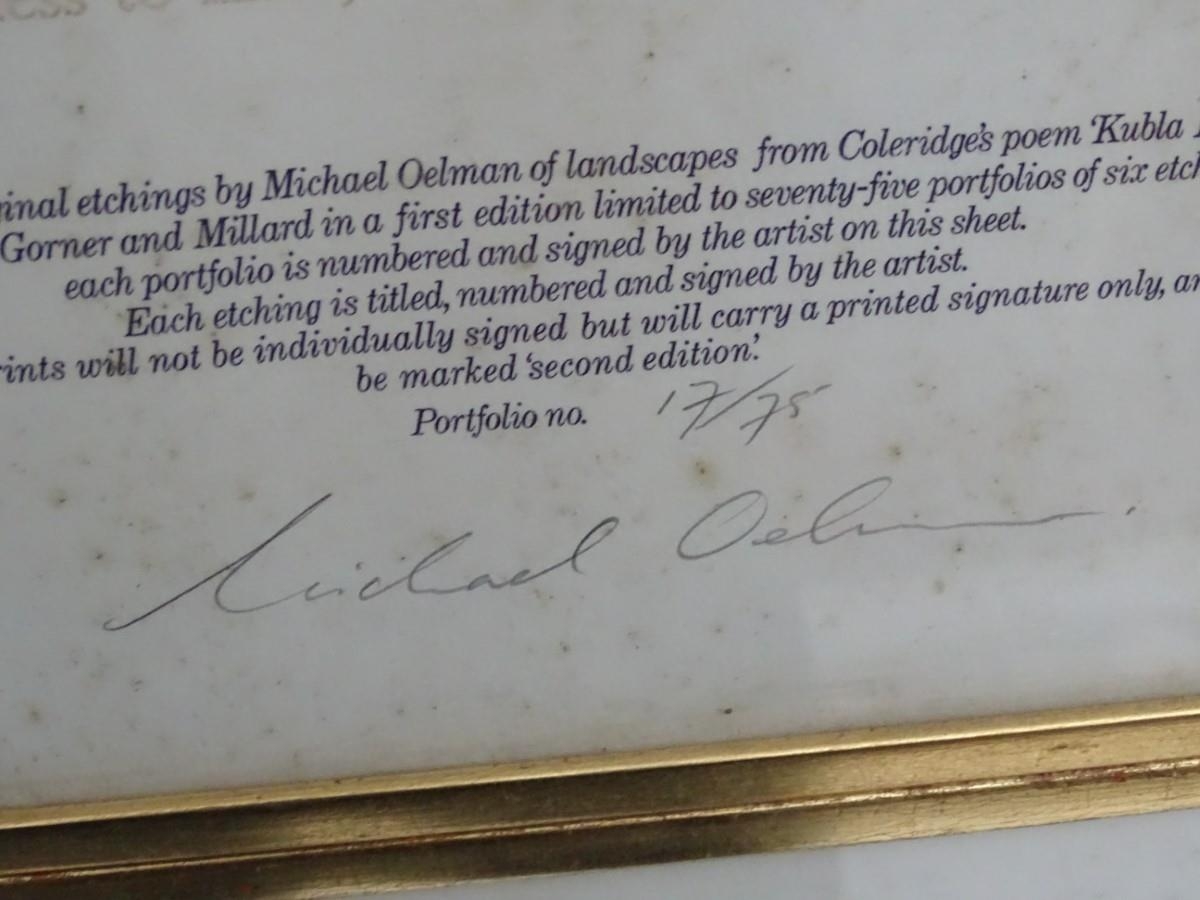 inal etchings by Michael Oelman of landscapes from Coleridge's poem 'Kubla
Gorner and Millard in a first edition limited to seventy-five portfolios of six etch
each portfolio is numbered and signed by the artist on this sheet.
Each etching is titled, numbered and signed by the artist.
ints will not be individually signed but will carry a printed signature only, an
be marked 'second edition'.
Portfolio no. 17/75
Michael Oelman.